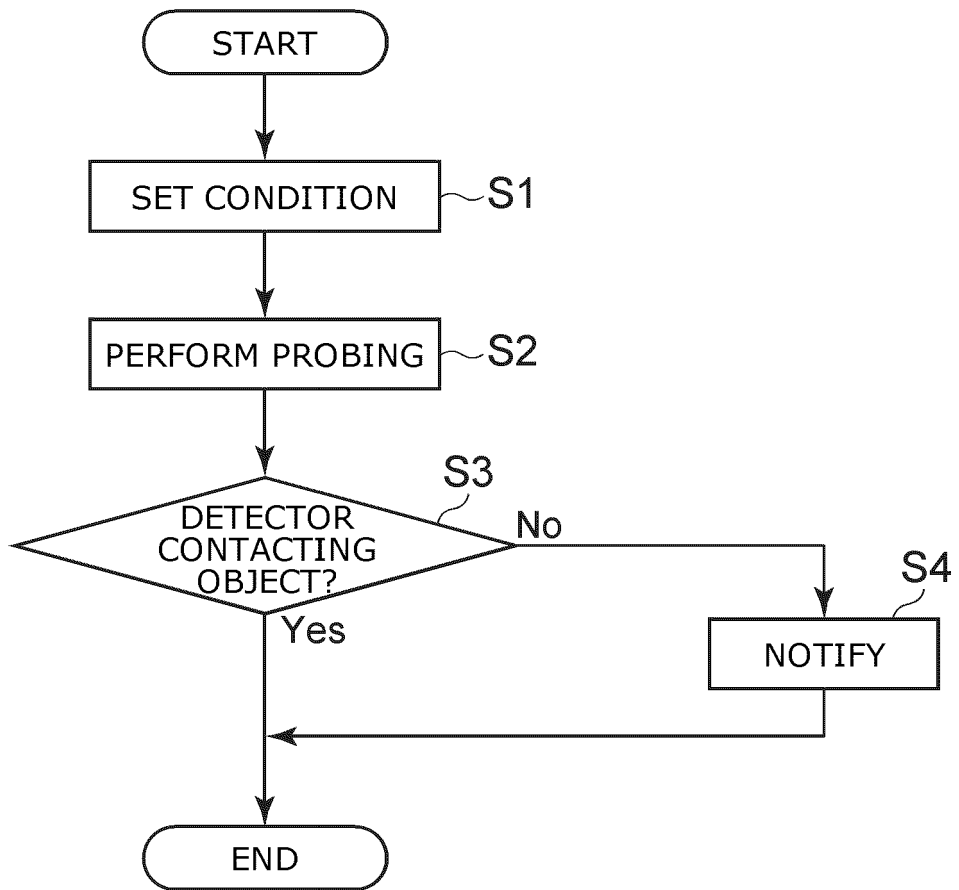 START
SET CONDITION
S1
PERFORM PROBING
S2
S3
DETECTOR
CONTACTING
OBJECT?
No
Yes
S4
NOTIFY
END